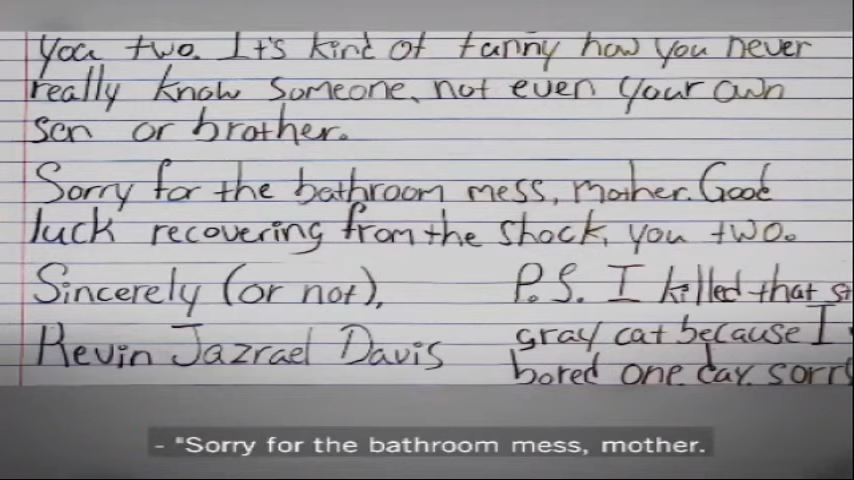 you two. It's kind of funny how you never
really know someone, not even your own
son or brother.
Sorry for the bathroom mess, mother. Good
luck recovering from the shock, you two.
Sincerely (or not),
Kevin Jazrael Davis
P.S. I killed that
gray cat because I
bored one day. sorr
- "Sorry for the bathroom mess, mother.